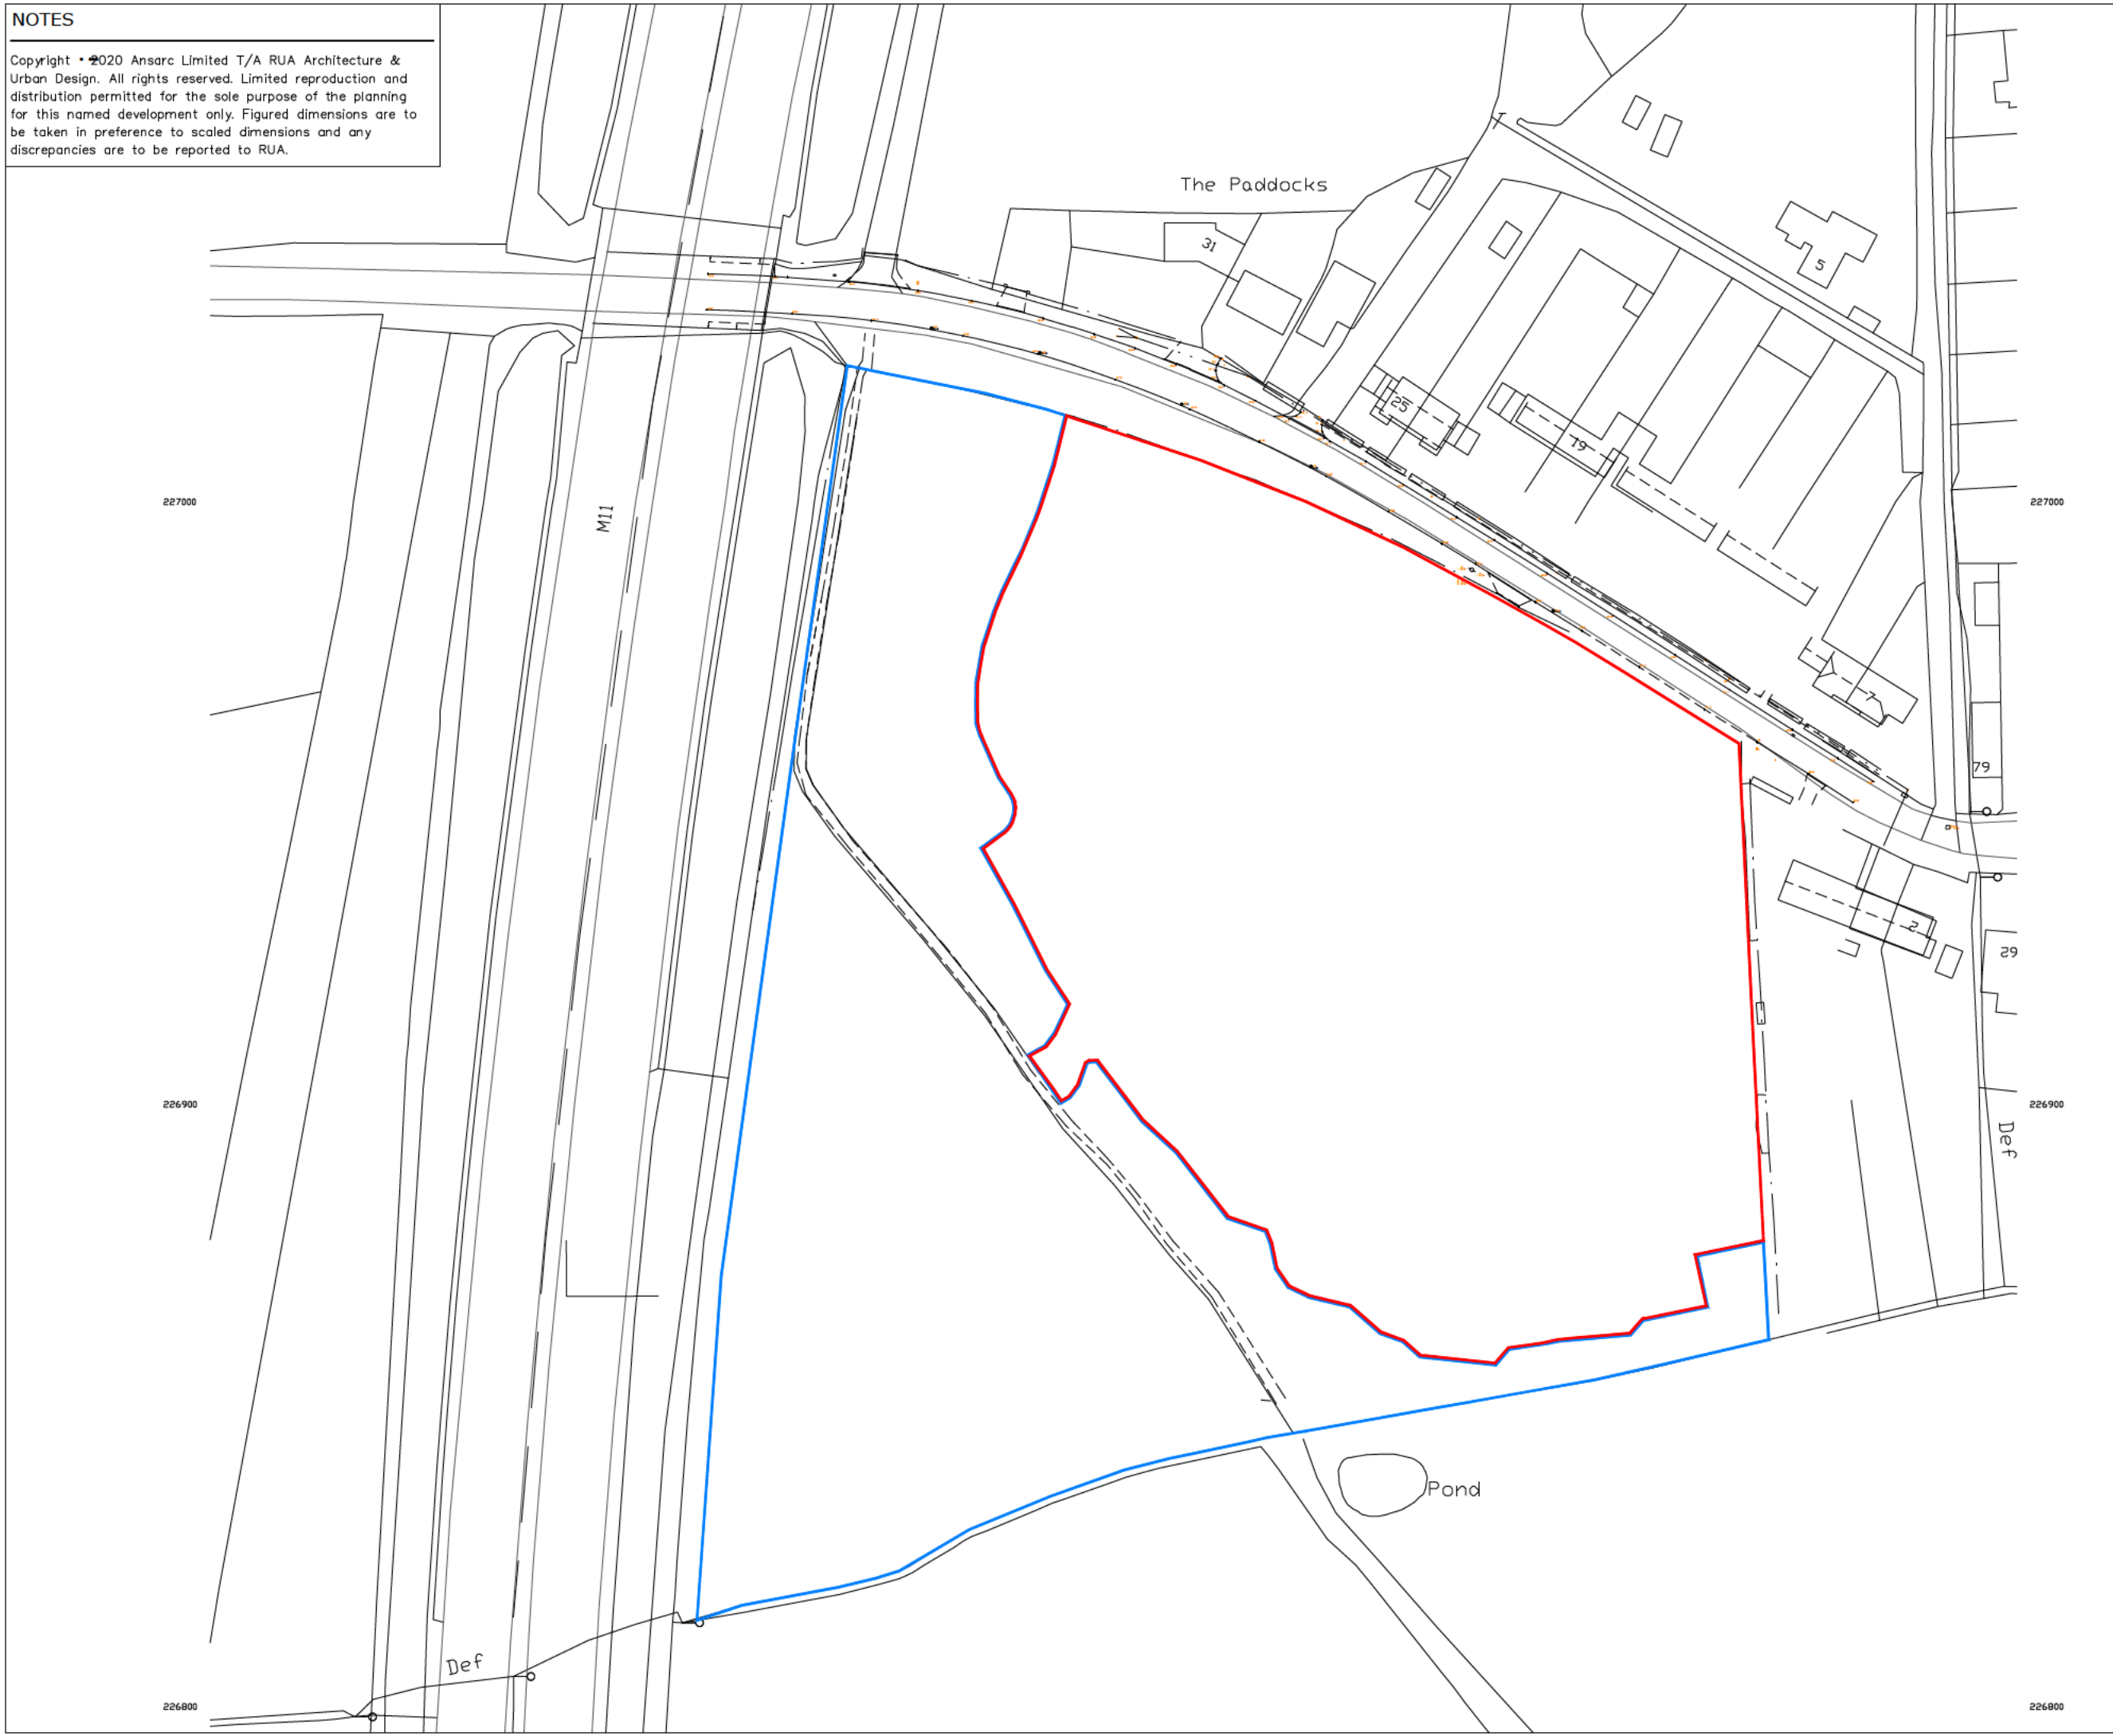 NOTES
Copyright • 2020 Ansarc Limited T/A RUA Architecture &
Urban Design. All rights reserved. Limited reproduction and
distribution permitted for the sole purpose of the planning
for this named development only. Figured dimensions are to
be taken in preference to scaled dimensions and any
discrepancies are to be reported to RUA.
The Paddocks
31
5
25
19
227000
M11
227000
7
79
2
29
226900
226900
Def
Pond
Def
226800
226800